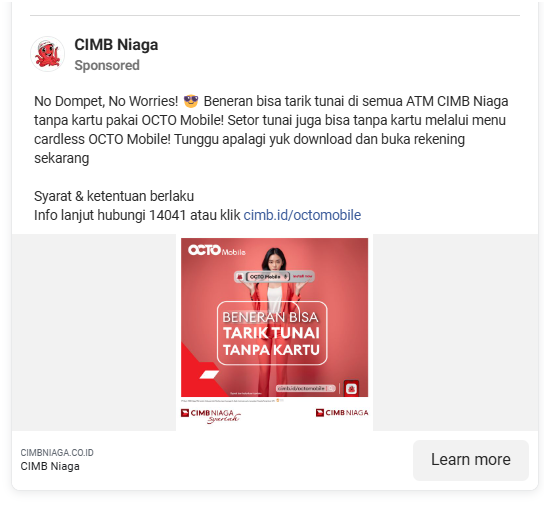 CIMB Niaga
Sponsored
No Dompet, No Worries! 😎 Beneran bisa tarik tunai di semua ATM CIMB Niaga
tanpa kartu pakai OCTO Mobile! Setor tunai juga bisa tanpa kartu melalui menu
cardless OCTO Mobile! Tunggu apalagi yuk download dan buka rekening
sekarang
Syarat & ketentuan berlaku
Info lanjut hubungi 14041 atau klik cimb.id/octomobile
OCTO Mobile
OCTO Mobile
BENERAN BISA
TARIK TUNAI
TANPA KARTU
cimb.id/octomobile
CIMB NIAGA Syariah
CIMB NIAGA
CIMBNIAGA.CO.ID
CIMB Niaga
Learn more